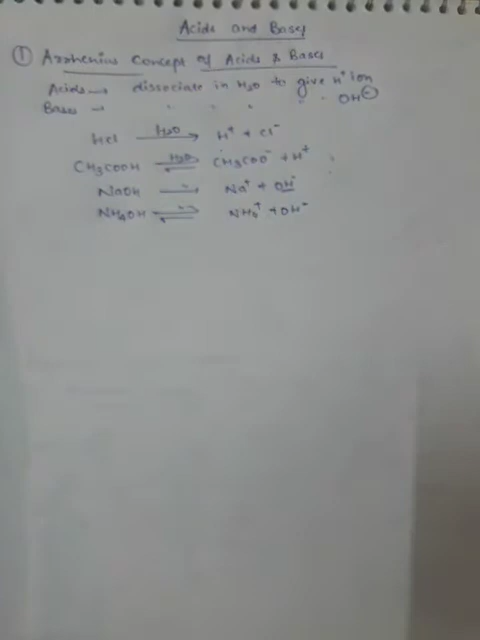 Acids and Bases
① Arrhenius Concept of Acids & Bases
Acids → dissociate in H2O to give H+ Ion
Bases → " " " " " OH⊖
HCl —H2O→ H+ + Cl-
CH3COOH ⇌H2O CH3COO- + H+
NaOH —"→ Na+ + OH-
NH4OH ⇌" NH4+ + OH-